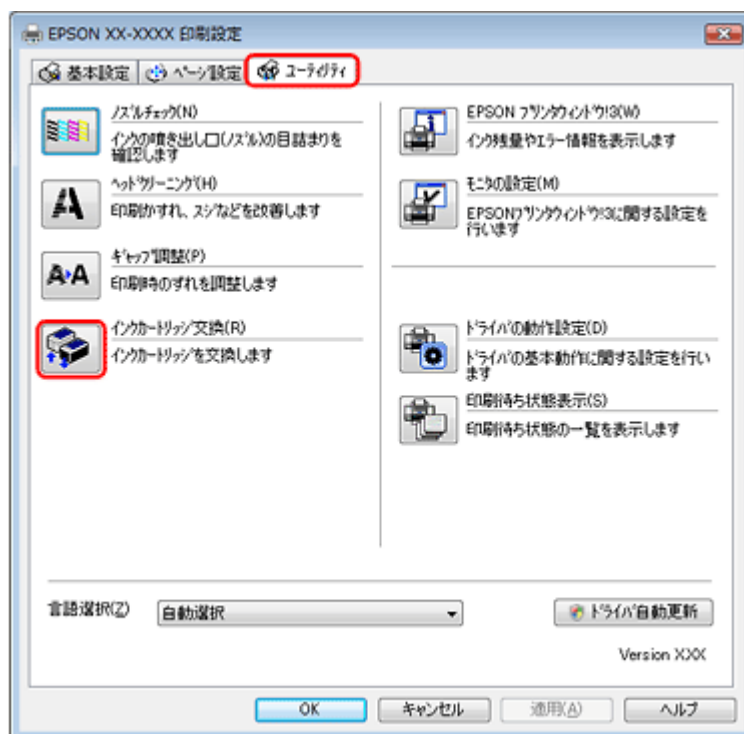 EPSON XX-XXXX 印刷設定
基本設定
ページ設定
ユーティリティ
ノズルチェック(N)
インクの噴き出し口(ノズル)の目詰まりを
確認します
ヘッドクリーニング(H)
印刷かすれ、スジなどを改善します
ギャップ調整(P)
印刷時のずれを調整します
インクカートリッジ交換(R)
インクカートリッジを交換します
EPSON プリンタウィンドウ!3(W)
インク残量やエラー情報を表示します
モニタの設定(M)
EPSONプリンタウィンドウ!3に関する設定を
行います
ドライバの動作設定(D)
ドライバの基本動作に関する設定を行い
ます
印刷待ち状態表示(S)
印刷待ち状態の一覧を表示します
言語選択(Z)
自動選択
ドライバ自動更新
Version XXX
OK
キャンセル
適用(A)
ヘルプ